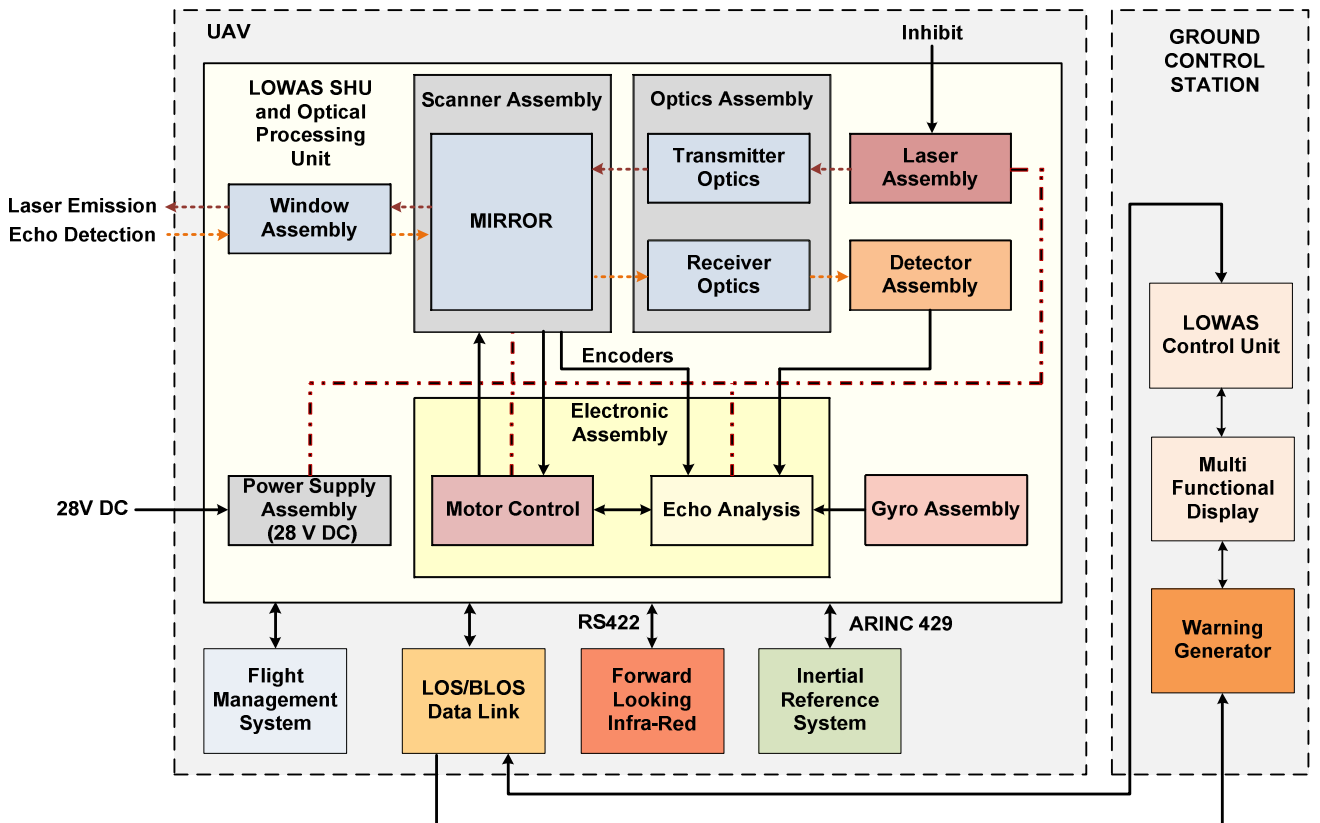 UAV
Inhibit
GROUND
CONTROL
STATION
LOWAS SHU
and Optical
Processing
Unit
Scanner Assembly
Optics Assembly
Transmitter
Optics
Laser
Assembly
Laser Emission
Echo Detection
Window
Assembly
MIRROR
Receiver
Optics
Detector
Assembly
LOWAS
Control Unit
Encoders
Electronic
Assembly
Multi
Functional
Display
28V DC
Power Supply
Assembly
(28 V DC)
Motor Control
Echo Analysis
Gyro Assembly
RS422
ARINC 429
Warning
Generator
Flight
Management
System
LOS/BLOS
Data Link
Forward
Looking
Infra-Red
Inertial
Reference
System